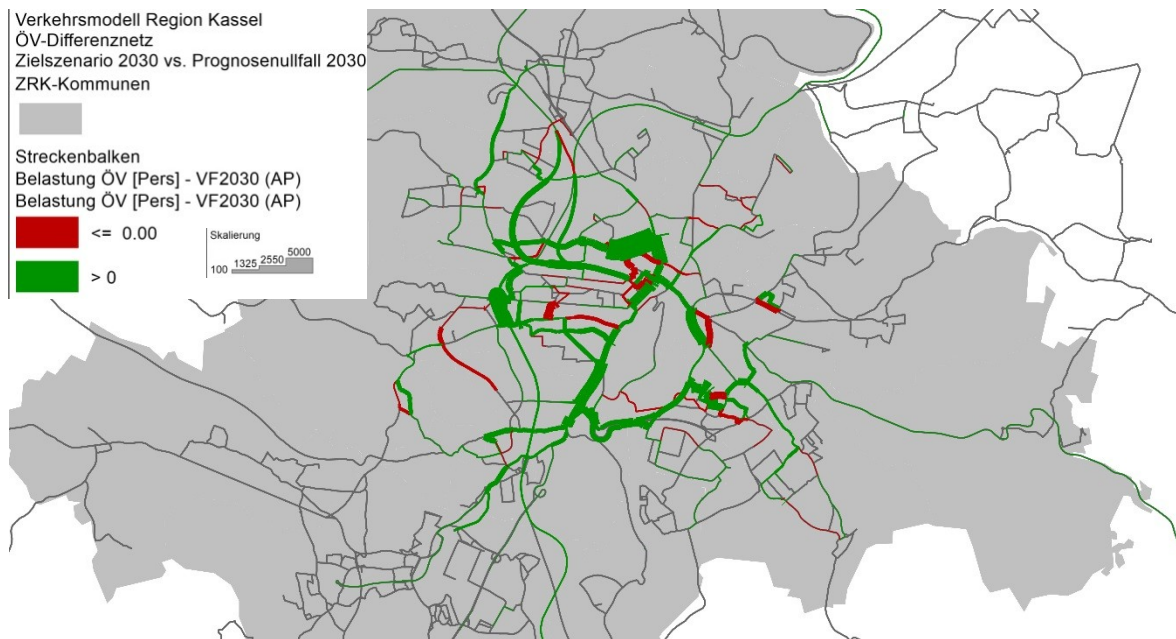 Verkehrsmodell Region Kassel
ÖV-Differenznetz
Zielszenario 2030 vs. Prognosenullfall 2030
ZRK-Kommunen
Streckenbalken
Belastung ÖV [Pers] - VF2030 (AP)
Belastung ÖV [Pers] - VF2030 (AP)
<= 0.00
> 0
Skalierung
100 1325 2550 5000